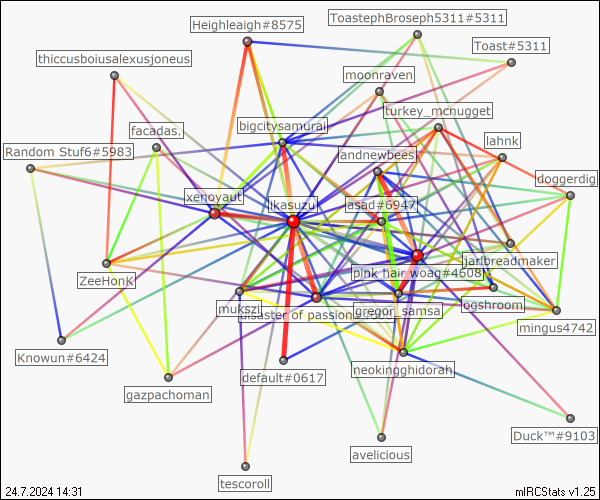 ToastephBroseph5311#5311
Heighleaigh#8575
Toast#5311
thiccusboiusalexusjoneus
moonraven
turkey_mcnugget
bigcitysamurai
facadas.
lahnk
Random Stuf6#5983
andnewbees
doggerdig
xenoyaut
ikasuzu
asad#6947
jarlbreadmaker
pink hair woag#4608
ZeeHonk
ogshroom
mukszi
disaster of passion
gregor_samsa
mingus4742
Knowun#6424
default#0617
neokingghidorah
gazpachoman
Duck™#9103
avelicious
tescoroll
24.7.2024 14:31
mIRCStats v1.25